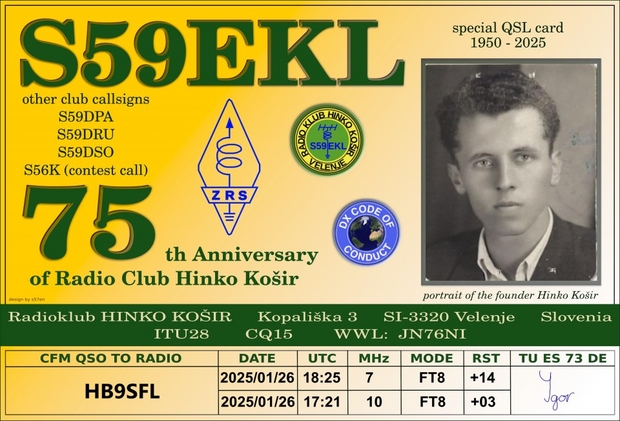 S59EKL
special QSL card
1950 - 2025
other club callsigns
S59DPA
S59DRU
S59DSO
S56K (contest call)
ZRS
RADIO KLUB HINKO KOŠIR
S59EKL
VELENJE
DX CODE OF
CONDUCT
75
th Anniversary
of Radio Club Hinko Košir
design by s57en
portrait of the founder Hinko Košir
Radioklub HINKO KOŠIR Kopališka 3 SI-3320 Velenje Slovenia
ITU28 CQ15 WWL: JN76NI
CFM QSO TO RADIO DATE UTC MHz MODE RST TU ES 73 DE
HB9SFL
2025/01/26 18:25 7 FT8 +14
2025/01/26 17:21 10 FT8 +03
Igor